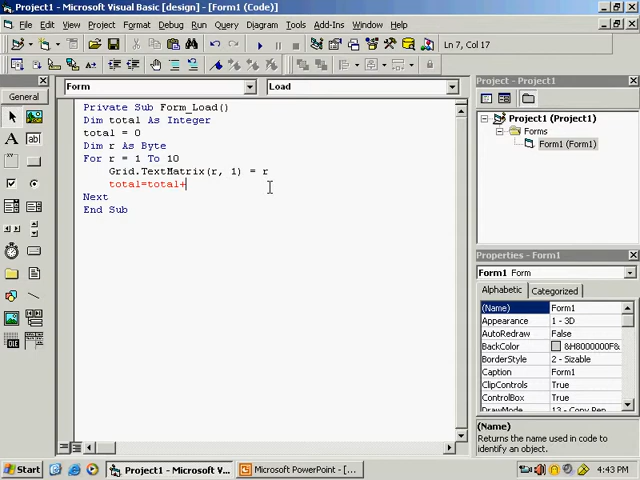 Project1 - Microsoft Visual Basic [design] - [Form1 (Code)]
File Edit View Project Format Debug Run Query Diagram Tools Add-Ins Window Help
Ln 7, Col 17
General
Form Load
Private Sub Form_Load()
Dim total As Integer
total = 0
Dim r As Byte
For r = 1 To 10
Grid.TextMatrix(r, 1) = r
total=total+
Next
End Sub
Project - Project1
Project1 (Project1)
Forms
Form1 (Form1)
Properties - Form1
Form1 Form
Alphabetic Categorized
(Name) Form1
Appearance 1 - 3D
AutoRedraw False
BackColor &H8000000F&
BorderStyle 2 - Sizable
Caption Form1
ClipControls True
ControlBox True
DrawMode 13 - Copy Pen
(Name)
Returns the name used in code to
identify an object.
Start Project1 - Microsoft V... Microsoft PowerPoint - [... 4:43 PM